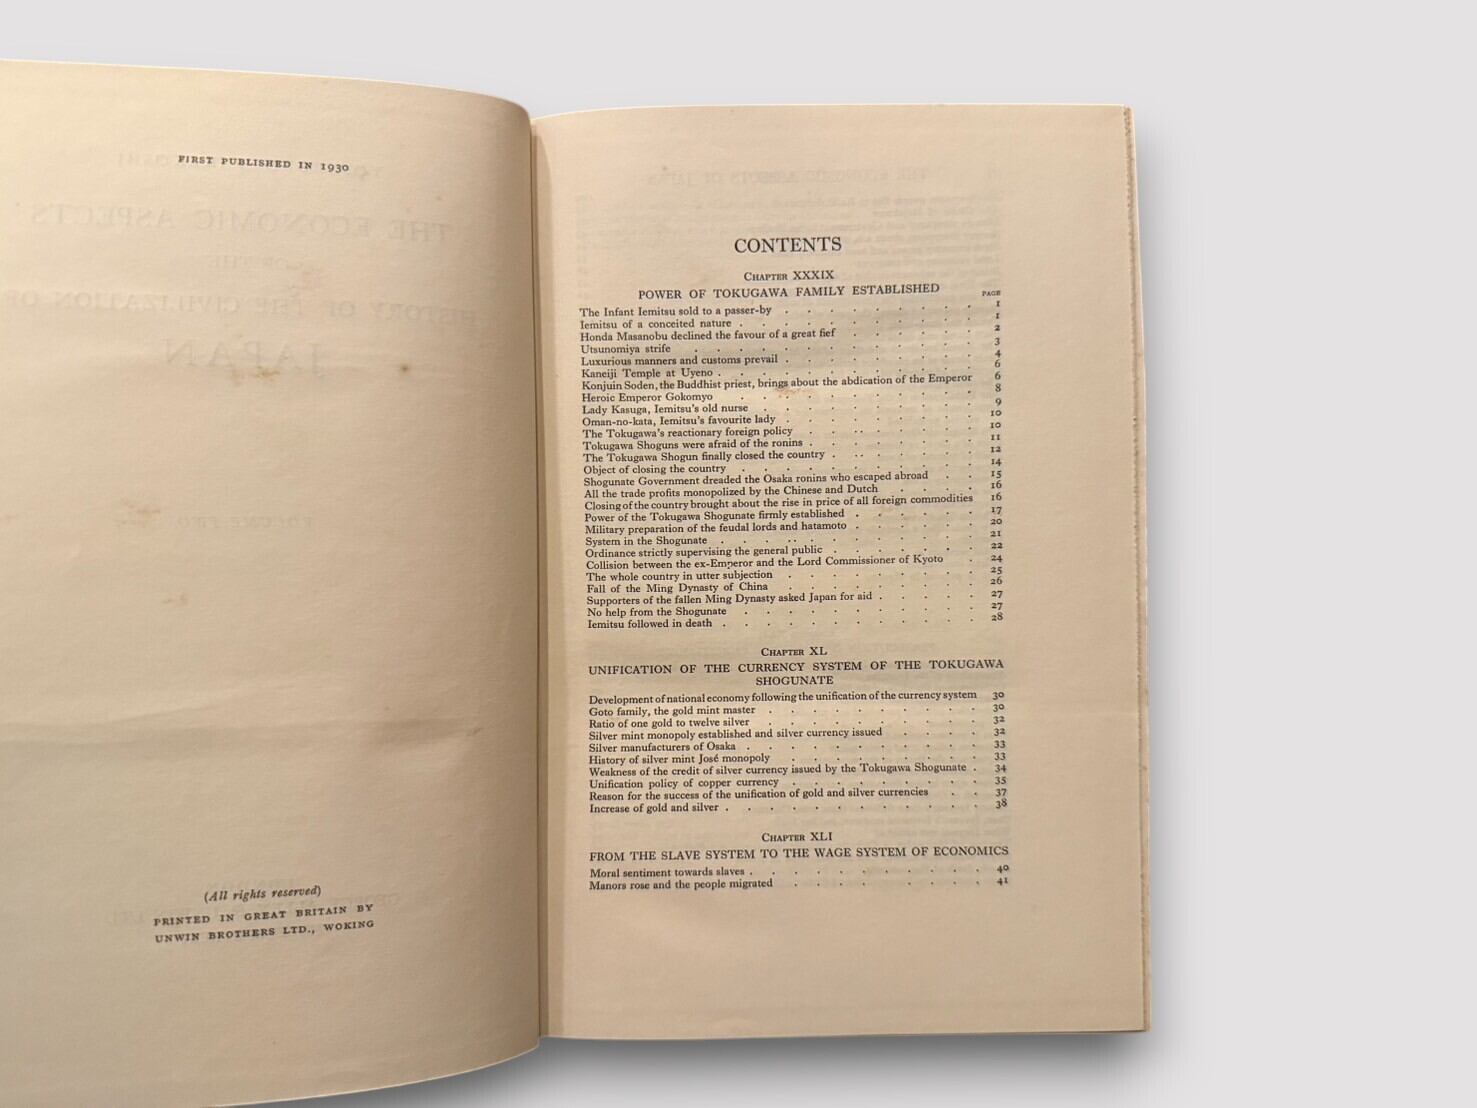 FIRST PUBLISHED IN 1930
(All rights reserved)
PRINTED IN GREAT BRITAIN BY
UNWIN BROTHERS LTD., WOKING
CONTENTS
CHAPTER XXXIX
POWER OF TOKUGAWA FAMILY ESTABLISHED
PAGE
The Infant Iemitsu sold to a passer-by . . . . . . . . . 1
Iemitsu of a conceited nature . . . . . . . . . . 1
Honda Masanobu declined the favour of a great fief . . . . . . 2
Utsunomiya strife . . . . . . . . . . . . 3
Luxurious manners and customs prevail . . . . . . . . . 4
Kaneiji Temple at Uyeno . . . . . . . . . . . 6
Konjuin Soden, the Buddhist priest, brings about the abdication of the Emperor 6
Heroic Emperor Gokomyo . . . . . . . . . . . 8
Lady Kasuga, Iemitsu's old nurse . . . . . . . . . . 9
Oman-no-kata, Iemitsu's favourite lady . . . . . . . . . 10
The Tokugawa's reactionary foreign policy . . . . . . . . 10
Tokugawa Shoguns were afraid of the ronins . . . . . . . . 11
The Tokugawa Shogun finally closed the country . . . . . . . 12
Object of closing the country . . . . . . . . . . 14
Shogunate Government dreaded the Osaka ronins who escaped abroad . . 15
All the trade profits monopolized by the Chinese and Dutch . . . . 16
Closing of the country brought about the rise in price of all foreign commodities 16
Power of the Tokugawa Shogunate firmly established . . . . . . 17
Military preparation of the feudal lords and hatamoto . . . . . . 20
System in the Shogunate . . . . . . . . . . . 21
Ordinance strictly supervising the general public . . . . . . . 22
Collision between the ex-Emperor and the Lord Commissioner of Kyoto . 24
The whole country in utter subjection . . . . . . . . . 25
Fall of the Ming Dynasty of China . . . . . . . . . 26
Supporters of the fallen Ming Dynasty asked Japan for aid . . . . . 27
No help from the Shogunate . . . . . . . . . . . 27
Iemitsu followed in death . . . . . . . . . . . . 28
CHAPTER XL
UNIFICATION OF THE CURRENCY SYSTEM OF THE TOKUGAWA
SHOGUNATE
Development of national economy following the unification of the currency system 30
Goto family, the gold mint master . . . . . . . . . . 30
Ratio of one gold to twelve silver . . . . . . . . . . 32
Silver mint monopoly established and silver currency issued . . . . 32
Silver manufacturers of Osaka . . . . . . . . . . . 33
History of silver mint José monopoly . . . . . . . . . 33
Weakness of the credit of silver currency issued by the Tokugawa Shogunate . 34
Unification policy of copper currency . . . . . . . . . 35
Reason for the success of the unification of gold and silver currencies . . 37
Increase of gold and silver . . . . . . . . . . . . 38
CHAPTER XLI
FROM THE SLAVE SYSTEM TO THE WAGE SYSTEM OF ECONOMICS
Moral sentiment towards slaves . . . . . . . . . . . 40
Manors rose and the people migrated . . . . . . . . 41